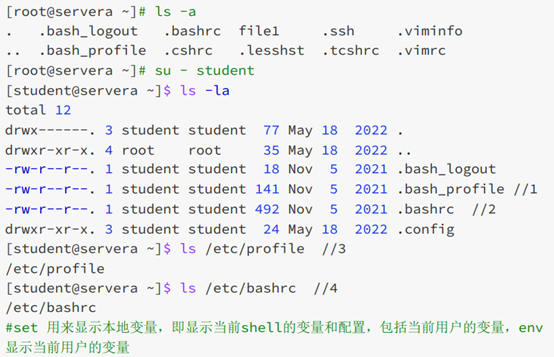 [root@servera ~]# ls -a
.   .bash_logout   .bashrc  file1     .ssh     .viminfo
..  .bash_profile  .cshrc   .lesshst  .tcshrc  .vimrc
[root@servera ~]# su - student
[student@servera ~]$ ls -la
total 12
drwx------. 3 student student  77 May 18  2022 .
drwxr-xr-x. 4 root    root     35 May 18  2022 ..
-rw-r--r--. 1 student student  18 Nov  5  2021 .bash_logout
-rw-r--r--. 1 student student 141 Nov  5  2021 .bash_profile //1
-rw-r--r--. 1 student student 492 Nov  5  2021 .bashrc  //2
drwxr-xr-x. 3 student student  24 May 18  2022 .config
[student@servera ~]$ ls /etc/profile  //3
/etc/profile
[student@servera ~]$ ls /etc/bashrc  //4
/etc/bashrc
#set 用来显示本地变量，即显示当前shell的变量和配置，包括当前用户的变量，env
显示当前用户的变量